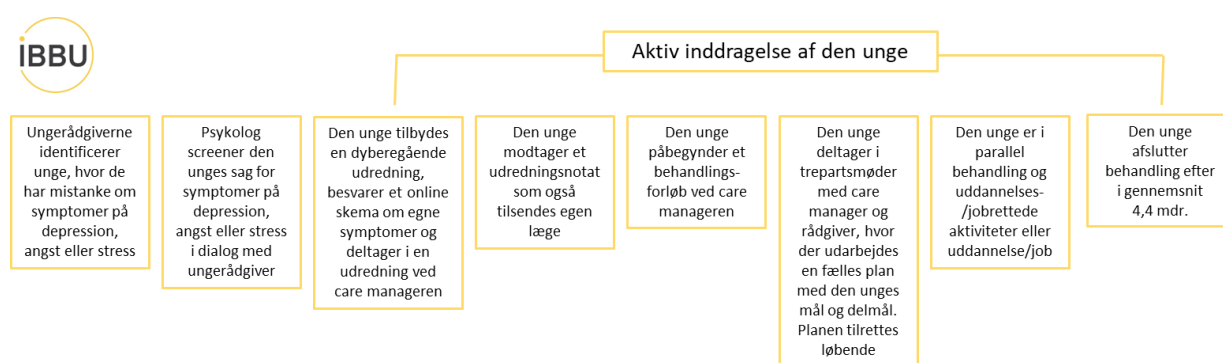 iBBU
Aktiv inddragelse af den unge
Ungerådgiverne
identificerer
unge, hvor de
har mistanke om
symptomer på
depression,
angst eller stress
Psykolog
screener den
unges sag for
symptomer på
depression,
angst eller stress
i dialog med
ungerådgiver
Den unge tilbydes
en dyberegående
udredning,
besvarer et online
skema om egne
symptomer og
deltager i en
udredning ved
care manageren
Den unge
modtager et
udredningsnotat
som også
tilsendes egen
læge
Den unge
påbegynder et
behandlings-
forløb ved care
manageren
Den unge
deltager i
trepartsmøder
med care
manager og
rådgiver, hvor
der udarbejdes
en fælles plan
med den unges
mål og delmål.
Planen tilrettes
løbende
Den unge er i
parallel
behandling og
uddannelses-
/jobrettede
aktiviteter eller
uddannelse/job
Den unge
afslutter
behandling efter
i gennemsnit
4,4 mdr.